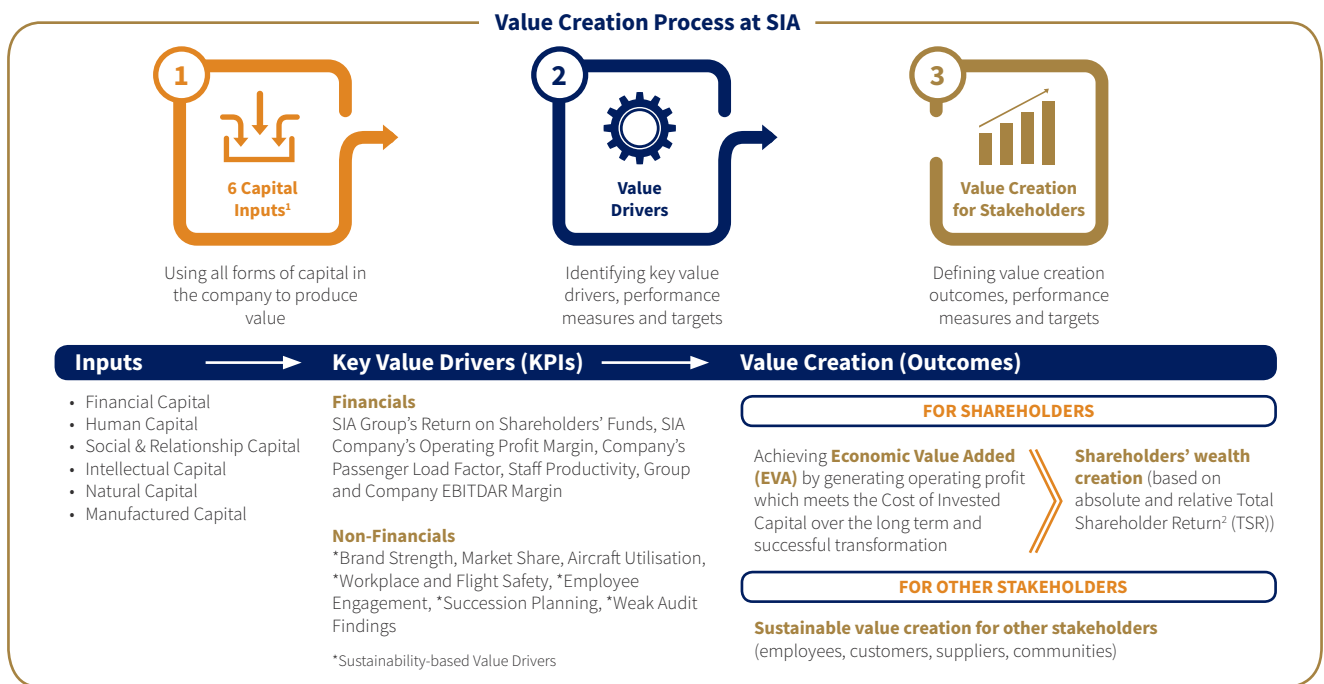 Value Creation Process at SIA
1
6 Capital
Inputs¹
Using all forms of capital in
the company to produce
value
2
Value
Drivers
Identifying key value
drivers, performance
measures and targets
3
Value Creation
for Stakeholders
Defining value creation
outcomes, performance
measures and targets
Inputs
• Financial Capital
• Human Capital
• Social & Relationship Capital
• Intellectual Capital
• Natural Capital
• Manufactured Capital
Key Value Drivers (KPIs)
Financials
SIA Group’s Return on Shareholders’ Funds, SIA
Company’s Operating Profit Margin, Company’s
Passenger Load Factor, Staff Productivity, Group
and Company EBITDAR Margin
Non-Financials
*Brand Strength, Market Share, Aircraft Utilisation,
*Workplace and Flight Safety, *Employee
Engagement, *Succession Planning, *Weak Audit
Findings
*Sustainability-based Value Drivers
Value Creation (Outcomes)
FOR SHAREHOLDERS
Achieving Economic Value Added
(EVA) by generating operating profit
which meets the Cost of Invested
Capital over the long term and
successful transformation
Shareholders’ wealth
creation (based on
absolute and relative Total
Shareholder Return² (TSR))
FOR OTHER STAKEHOLDERS
Sustainable value creation for other stakeholders
(employees, customers, suppliers, communities)